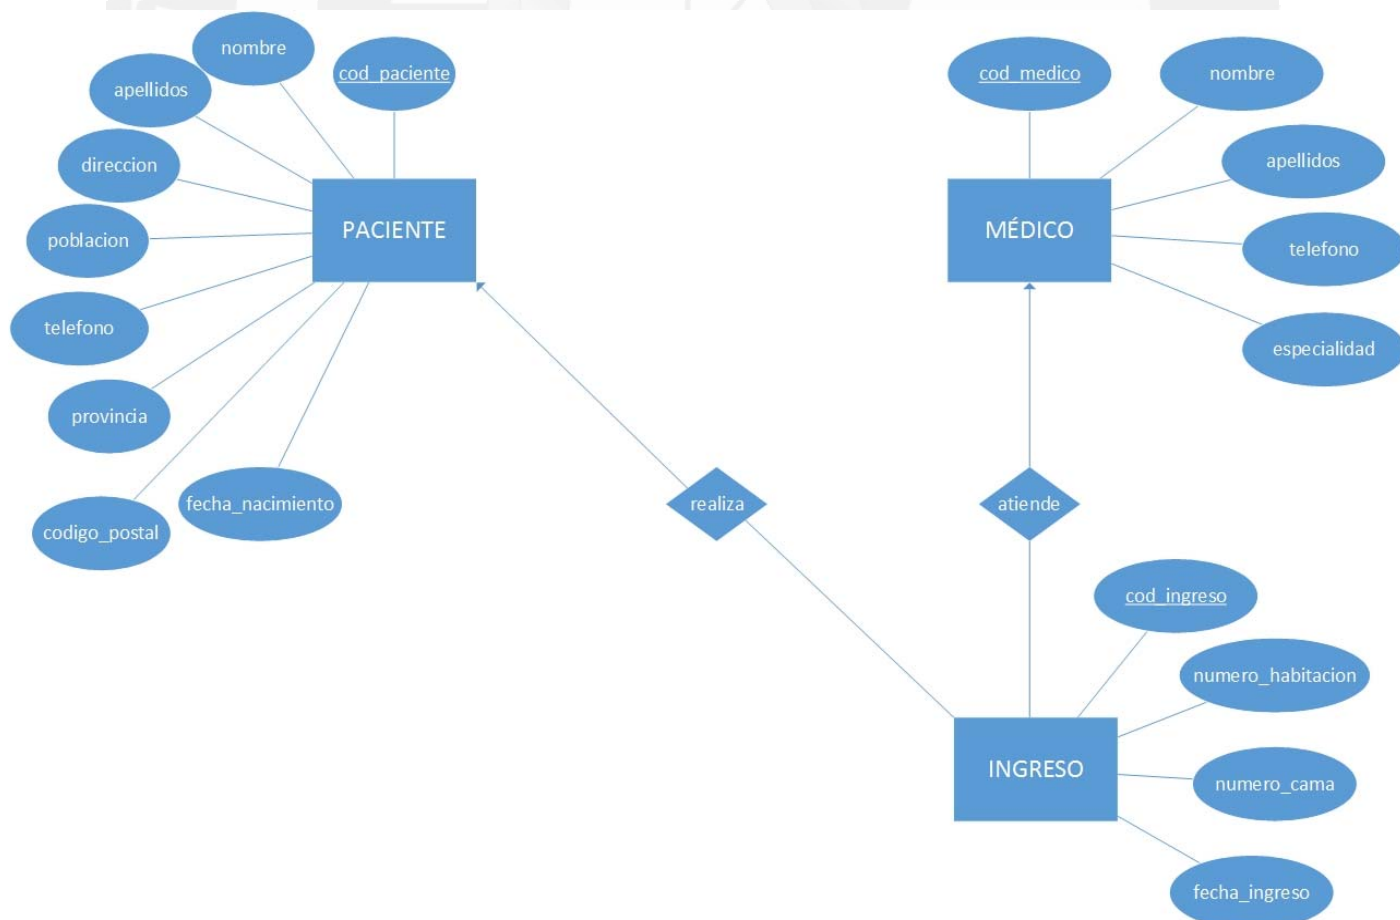 nombre
cod_paciente
apellidos
direccion
poblacion
telefono
provincia
codigo_postal
fecha_nacimiento
PACIENTE
cod_medico
nombre
apellidos
telefono
especialidad
MÉDICO
realiza
atiende
cod_ingreso
numero_habitacion
numero_cama
fecha_ingreso
INGRESO